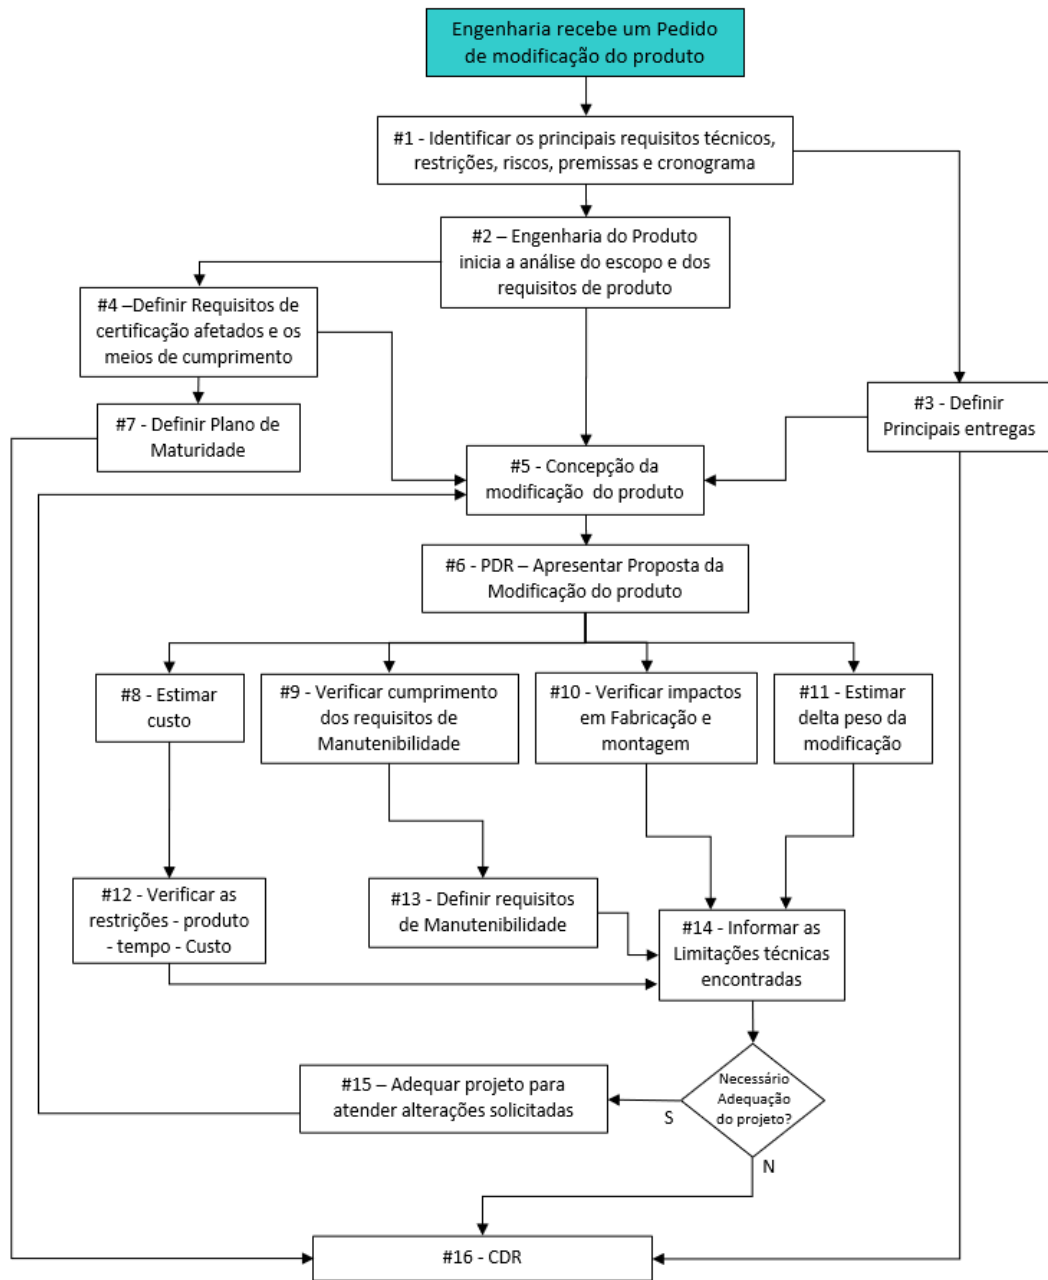 Engenharia recebe um Pedido
de modificação do produto
#1 - Identificar os principais requisitos técnicos,
restrições, riscos, premissas e cronograma
#2 – Engenharia do Produto
inicia a análise do escopo e dos
requisitos de produto
#4 –Definir Requisitos de
certificação afetados e os
meios de cumprimento
#3 - Definir
Principais entregas
#7 - Definir Plano de
Maturidade
#5 - Concepção da
modificação do produto
#6 - PDR – Apresentar Proposta da
Modificação do produto
#8 - Estimar
custo
#9 - Verificar cumprimento
dos requisitos de
Manutenibilidade
#10 - Verificar impactos
em Fabricação e
montagem
#11 - Estimar
delta peso da
modificação
#12 - Verificar as
restrições - produto
- tempo - Custo
#13 - Definir requisitos
de Manutenibilidade
#14 - Informar as
Limitações técnicas
encontradas
Necessário
Adequação
do projeto?
#15 – Adequar projeto para
atender alterações solicitadas
S
N
#16 - CDR